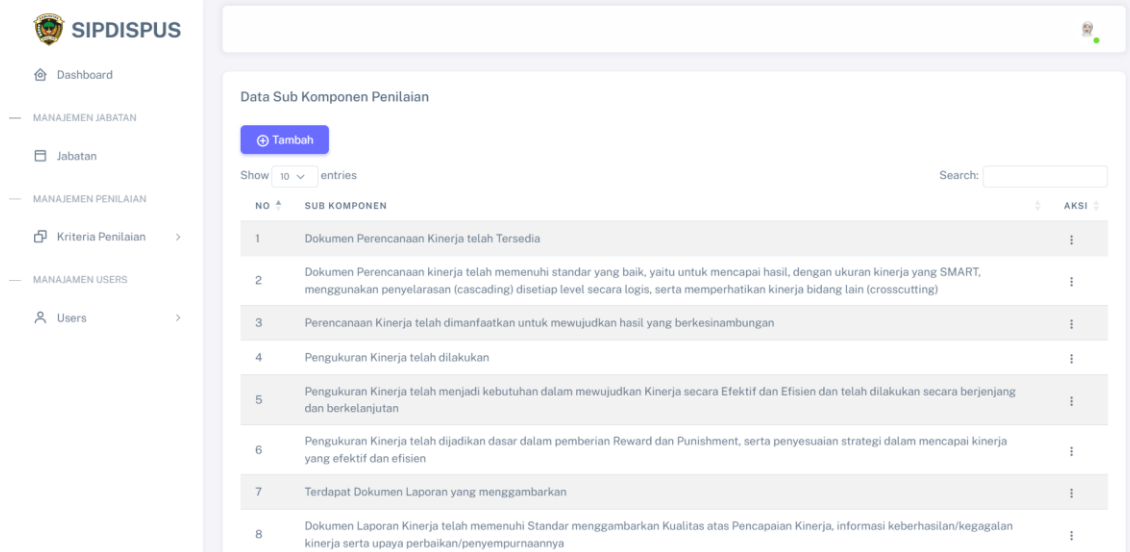 SIPDISPUS
Dashboard
MANAJEMEN JABATAN
Jabatan
MANAJEMEN PENILAIAN
Kriteria Penilaian
MANAJAMEN USERS
Users
Data Sub Komponen Penilaian
Tambah
Show 10 entries
Search:
NO SUB KOMPONEN AKSI
1 Dokumen Perencanaan Kinerja telah Tersedia
2 Dokumen Perencanaan kinerja telah memenuhi standar yang baik, yaitu untuk mencapai hasil, dengan ukuran kinerja yang SMART,
menggunakan penyelarasan (cascading) disetiap level secara logis, serta memperhatikan kinerja bidang lain (crosscutting)
3 Perencanaan Kinerja telah dimanfaatkan untuk mewujudkan hasil yang berkesinambungan
4 Pengukuran Kinerja telah dilakukan
5 Pengukuran Kinerja telah menjadi kebutuhan dalam mewujudkan Kinerja secara Efektif dan Efisien dan telah dilakukan secara berjenjang
dan berkelanjutan
6 Pengukuran Kinerja telah dijadikan dasar dalam pemberian Reward dan Punishment, serta penyesuaian strategi dalam mencapai kinerja
yang efektif dan efisien
7 Terdapat Dokumen Laporan yang menggambarkan
8 Dokumen Laporan Kinerja telah memenuhi Standar menggambarkan Kualitas atas Pencapaian Kinerja, informasi keberhasilan/kegagalan
kinerja serta upaya perbaikan/penyempurnaannya